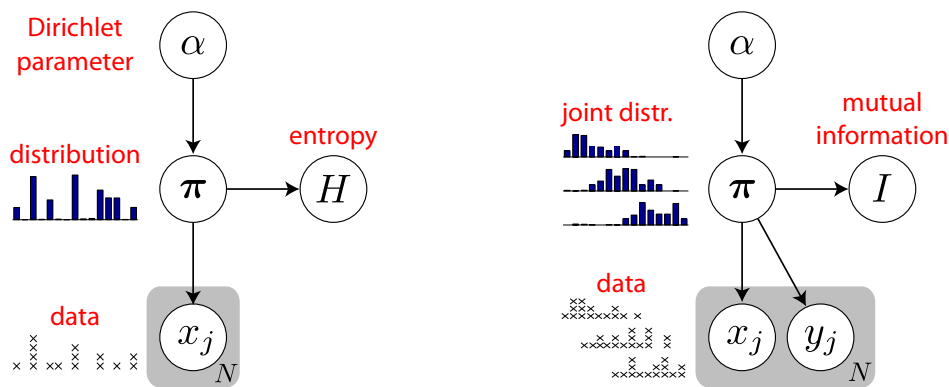 Dirichlet
parameter
α
distribution
π
entropy
H
data
x_j
N
α
joint distr.
π
mutual
information
I
data
x_j
y_j
N